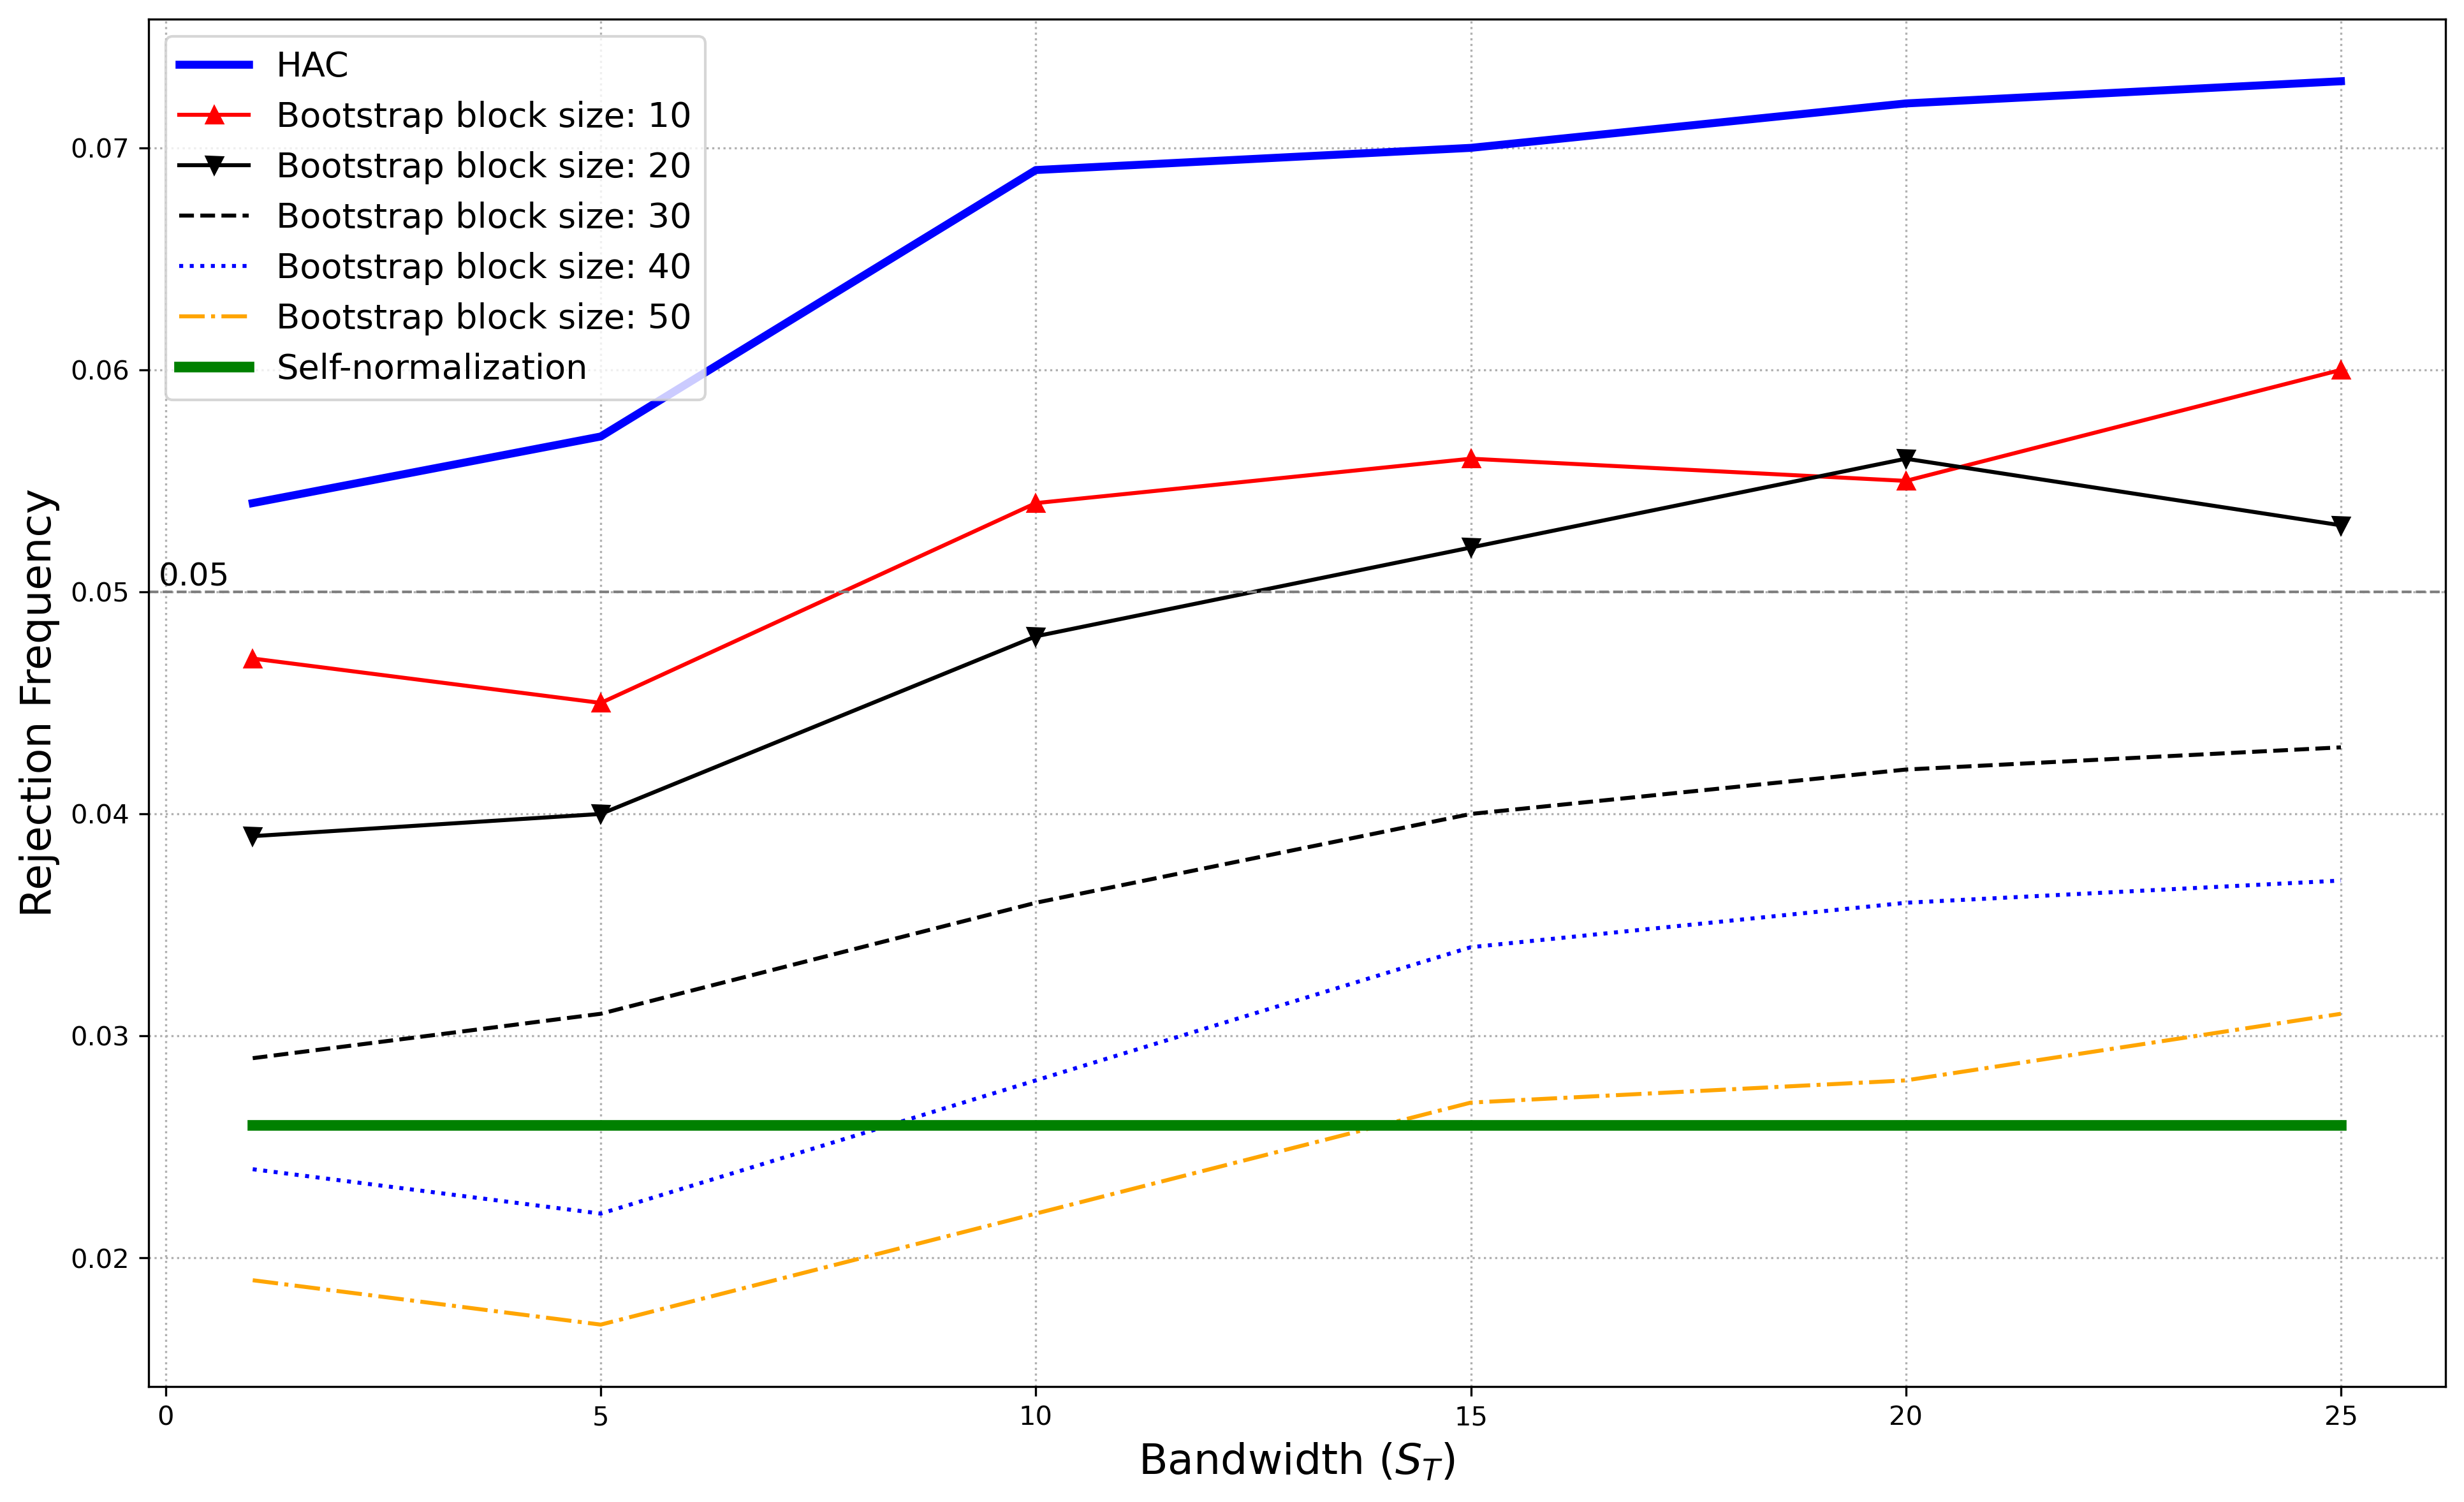 HAC
Bootstrap block size: 10
Bootstrap block size: 20
Bootstrap block size: 30
Bootstrap block size: 40
Bootstrap block size: 50
Self-normalization
0.07
0.06
0.05
0.05
0.04
0.03
0.02
Rejection Frequency
0 5 10 15 20 25
Bandwidth (S_T)